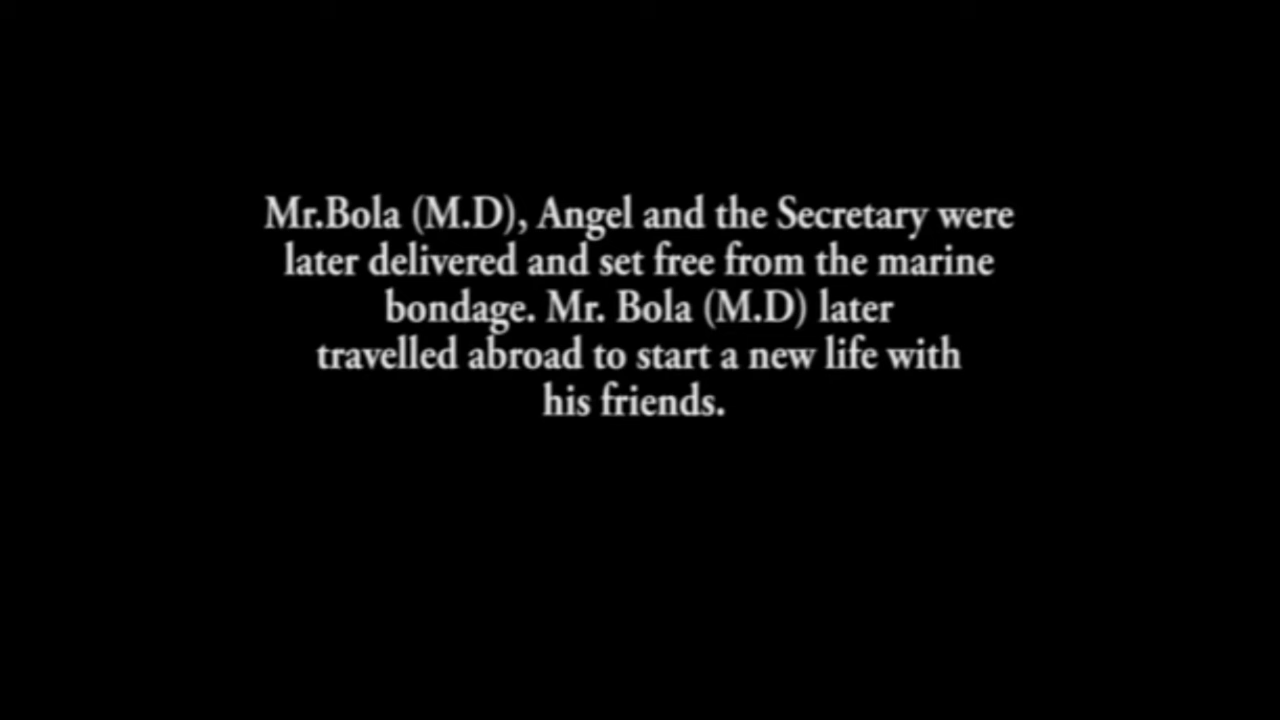 Mr.Bola (M.D), Angel and the Secretary were
later delivered and set free from the marine
bondage. Mr. Bola (M.D) later
travelled abroad to start a new life with
his friends.